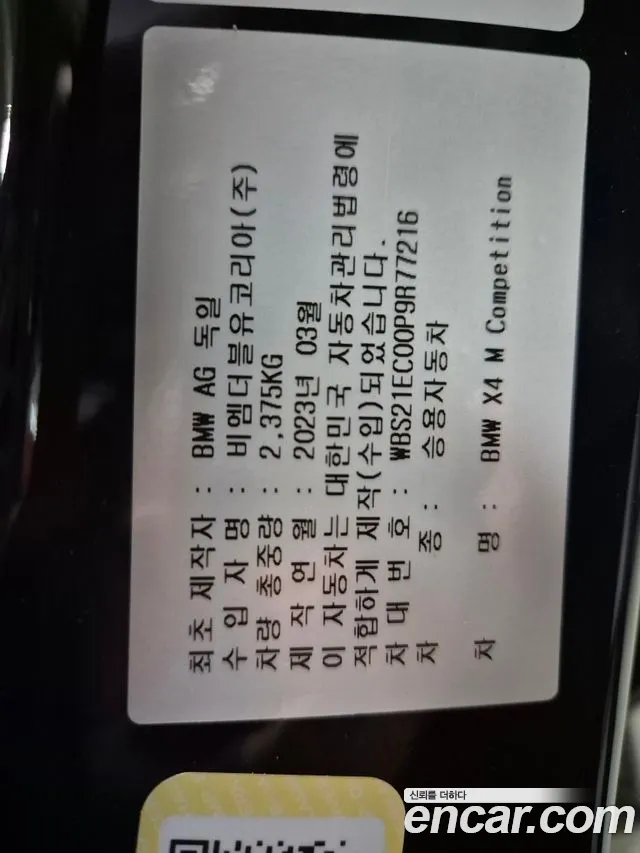 최초 제작자 : BMW AG 독일
수 입 자 명 : 비엠더블유코리아(주)
차량 총중량 : 2,375KG
제 작 연 월 : 2023년 03월
이 자동차는 대한민국 자동차관리법령에
적합하게 제작(수입)되었습니다.
차 대 번 호 : WBS21EC00P9R77216
차 종 : 승용자동차
차 명 : BMW X4 M Competition
신뢰를 더하다
encar.com